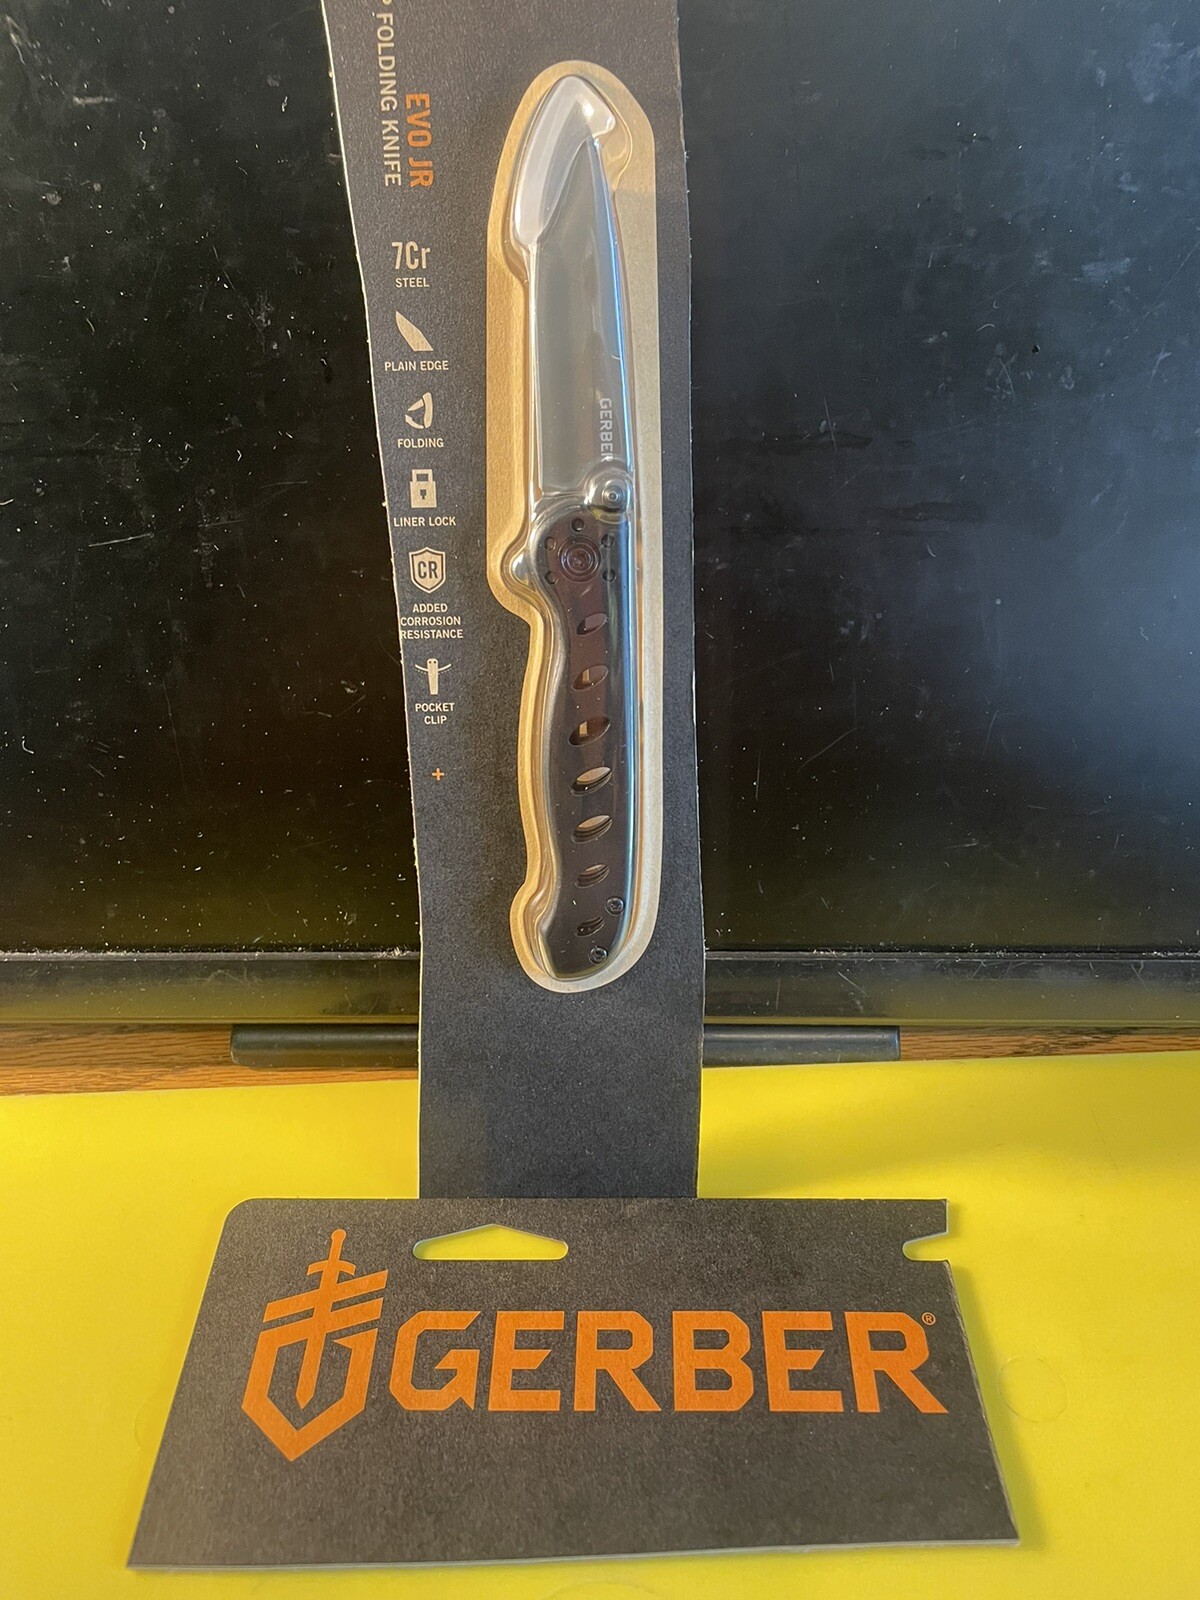 EVO JR
FOLDING KNIFE
7Cr
STEEL
PLAIN EDGE
FOLDING
LINER LOCK
CR
ADDED
CORROSION
RESISTANCE
POCKET
CLIP
+
GERBER
GERBER®